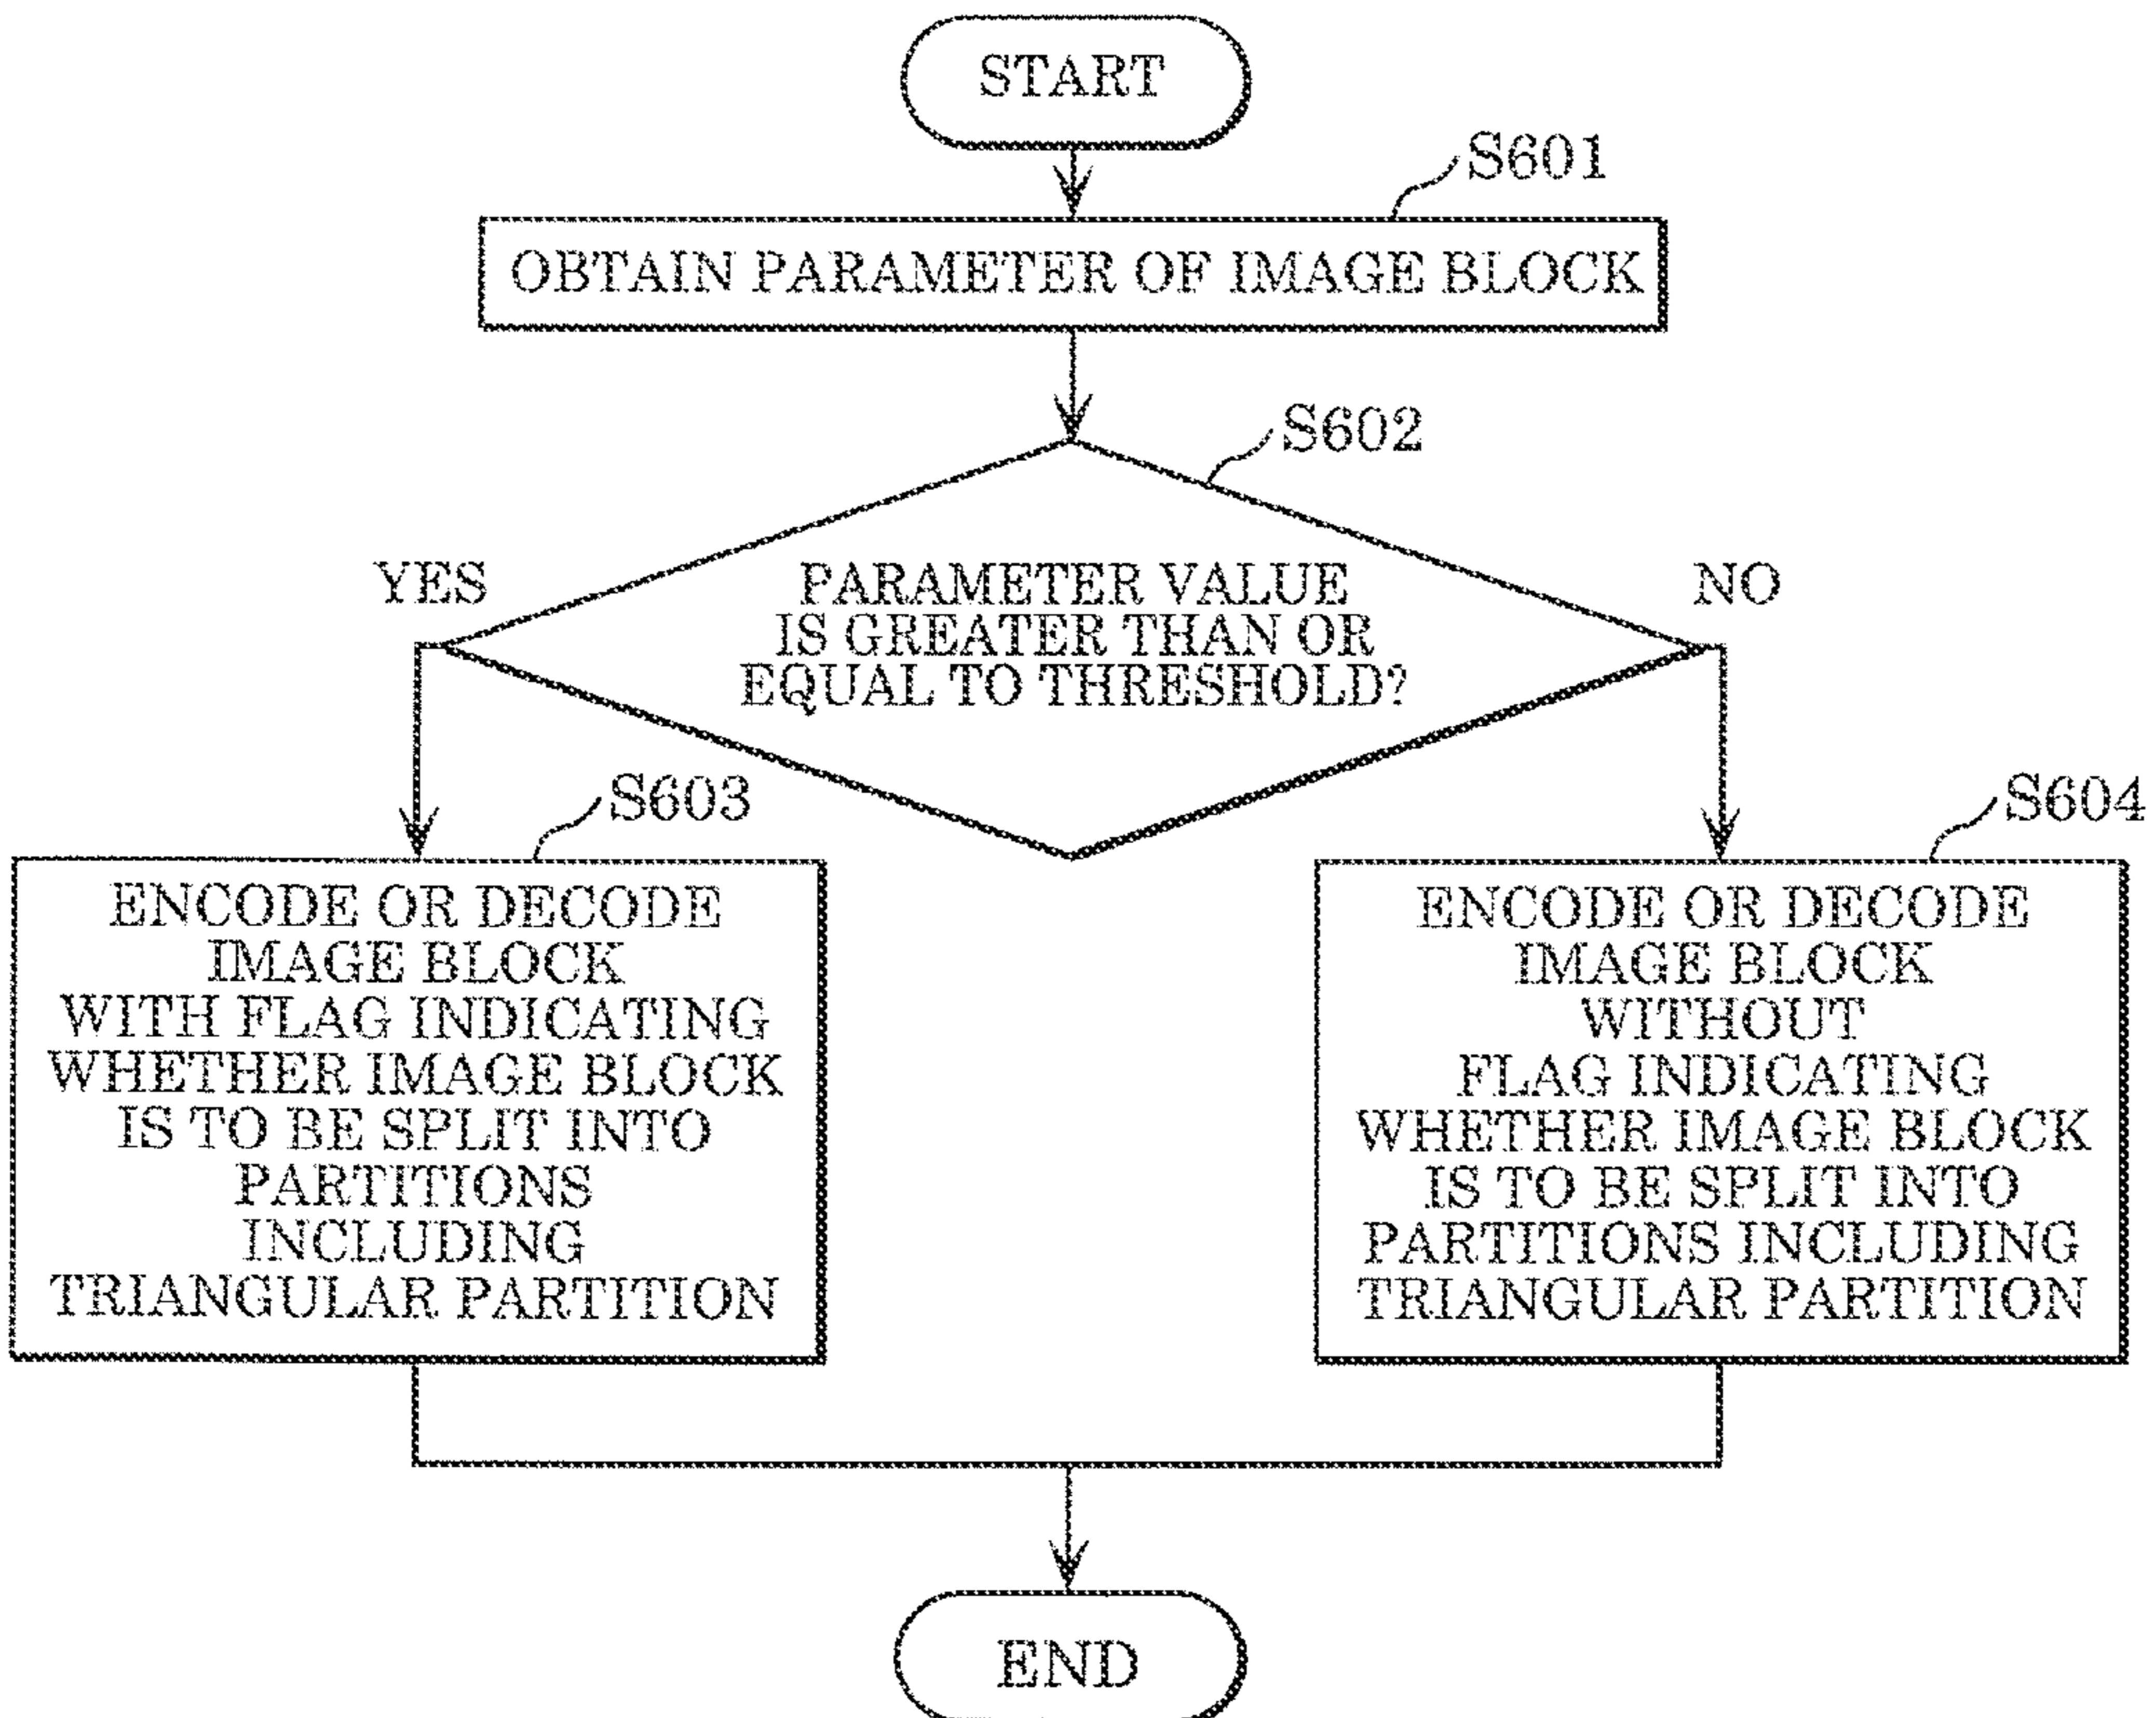 START
S601
OBTAIN PARAMETER OF IMAGE BLOCK
S602
YES
PARAMETER VALUE
IS GREATER THAN OR
EQUAL TO THRESHOLD?
NO
S603
ENCODE OR DECODE
IMAGE BLOCK
WITH FLAG INDICATING
WHETHER IMAGE BLOCK
IS TO BE SPLIT INTO
PARTITIONS
INCLUDING
TRIANGULAR PARTITION
S604
ENCODE OR DECODE
IMAGE BLOCK
WITHOUT
FLAG INDICATING
WHETHER IMAGE BLOCK
IS TO BE SPLIT INTO
PARTITIONS INCLUDING
TRIANGULAR PARTITION
END